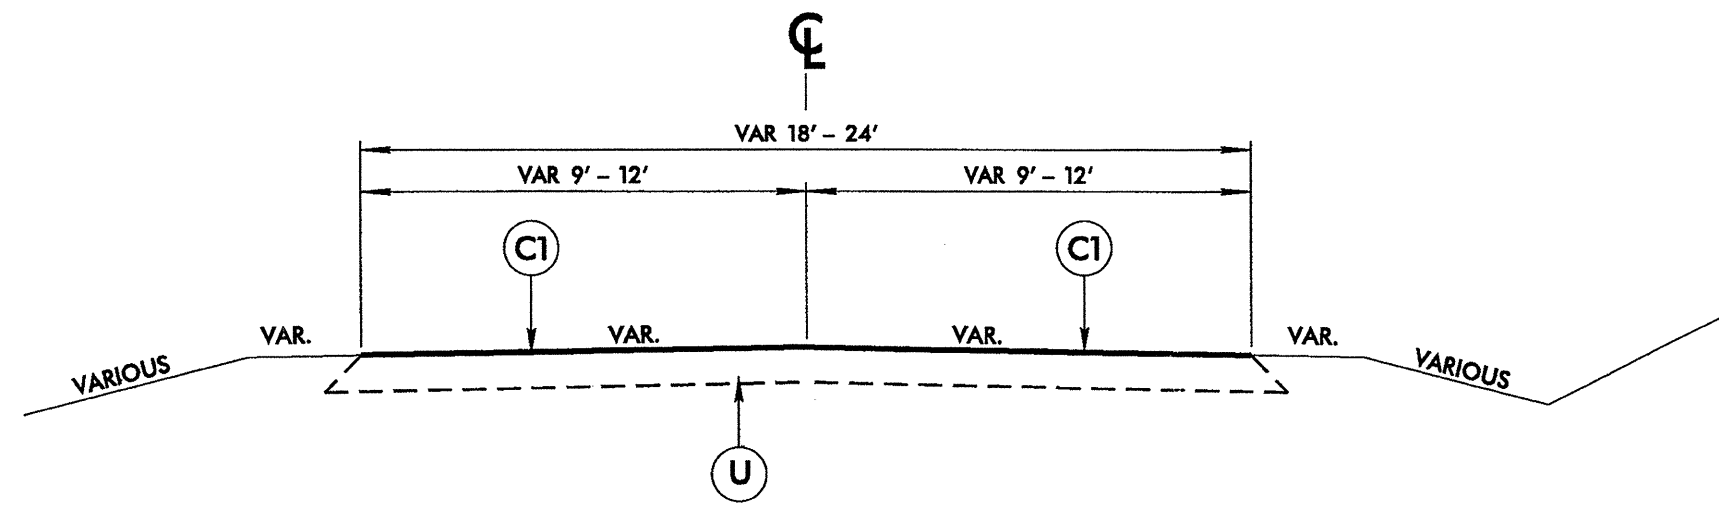 ℄
VAR 18' – 24'
VAR 9' – 12'
VAR 9' – 12'
C1
C1
VAR.
VAR.
VAR.
VAR.
VARIOUS
VARIOUS
U